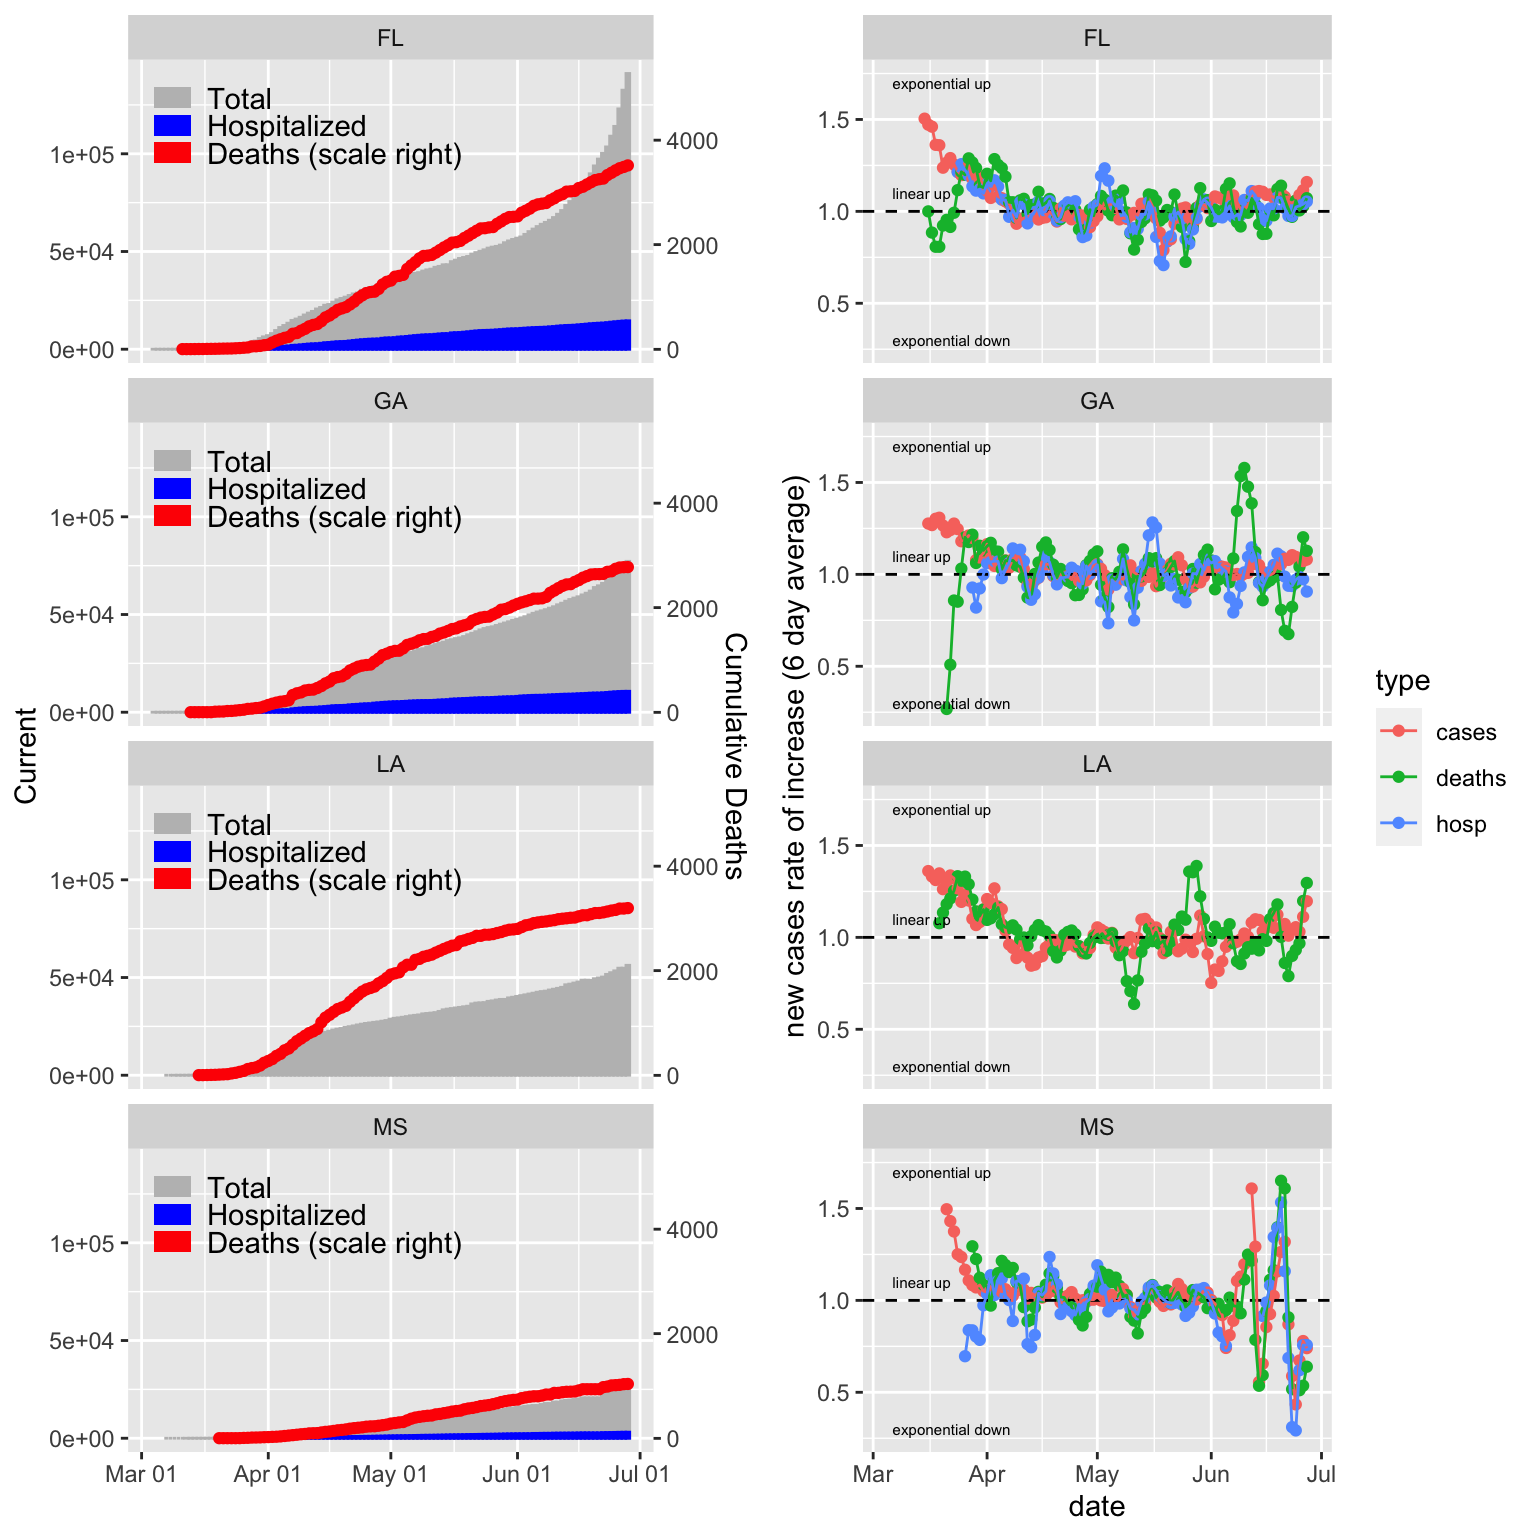 FL
Total
Hospitalized
Deaths (scale right)
1e+05
5e+04
0e+00
4000
2000
0
GA
Total
Hospitalized
Deaths (scale right)
1e+05
5e+04
0e+00
4000
2000
0
LA
Total
Hospitalized
Deaths (scale right)
1e+05
5e+04
0e+00
4000
2000
0
MS
Total
Hospitalized
Deaths (scale right)
1e+05
5e+04
0e+00
4000
2000
0
Mar 01 Apr 01 May 01 Jun 01 Jul 01
Current
Cumulative Deaths
FL
exponential up
linear up
exponential down
1.5
1.0
0.5
GA
exponential up
linear up
exponential down
1.5
1.0
0.5
LA
exponential up
linear up
exponential down
1.5
1.0
0.5
MS
exponential up
linear up
exponential down
1.5
1.0
0.5
Mar Apr May Jun Jul
date
new cases rate of increase (6 day average)
type
cases
deaths
hosp